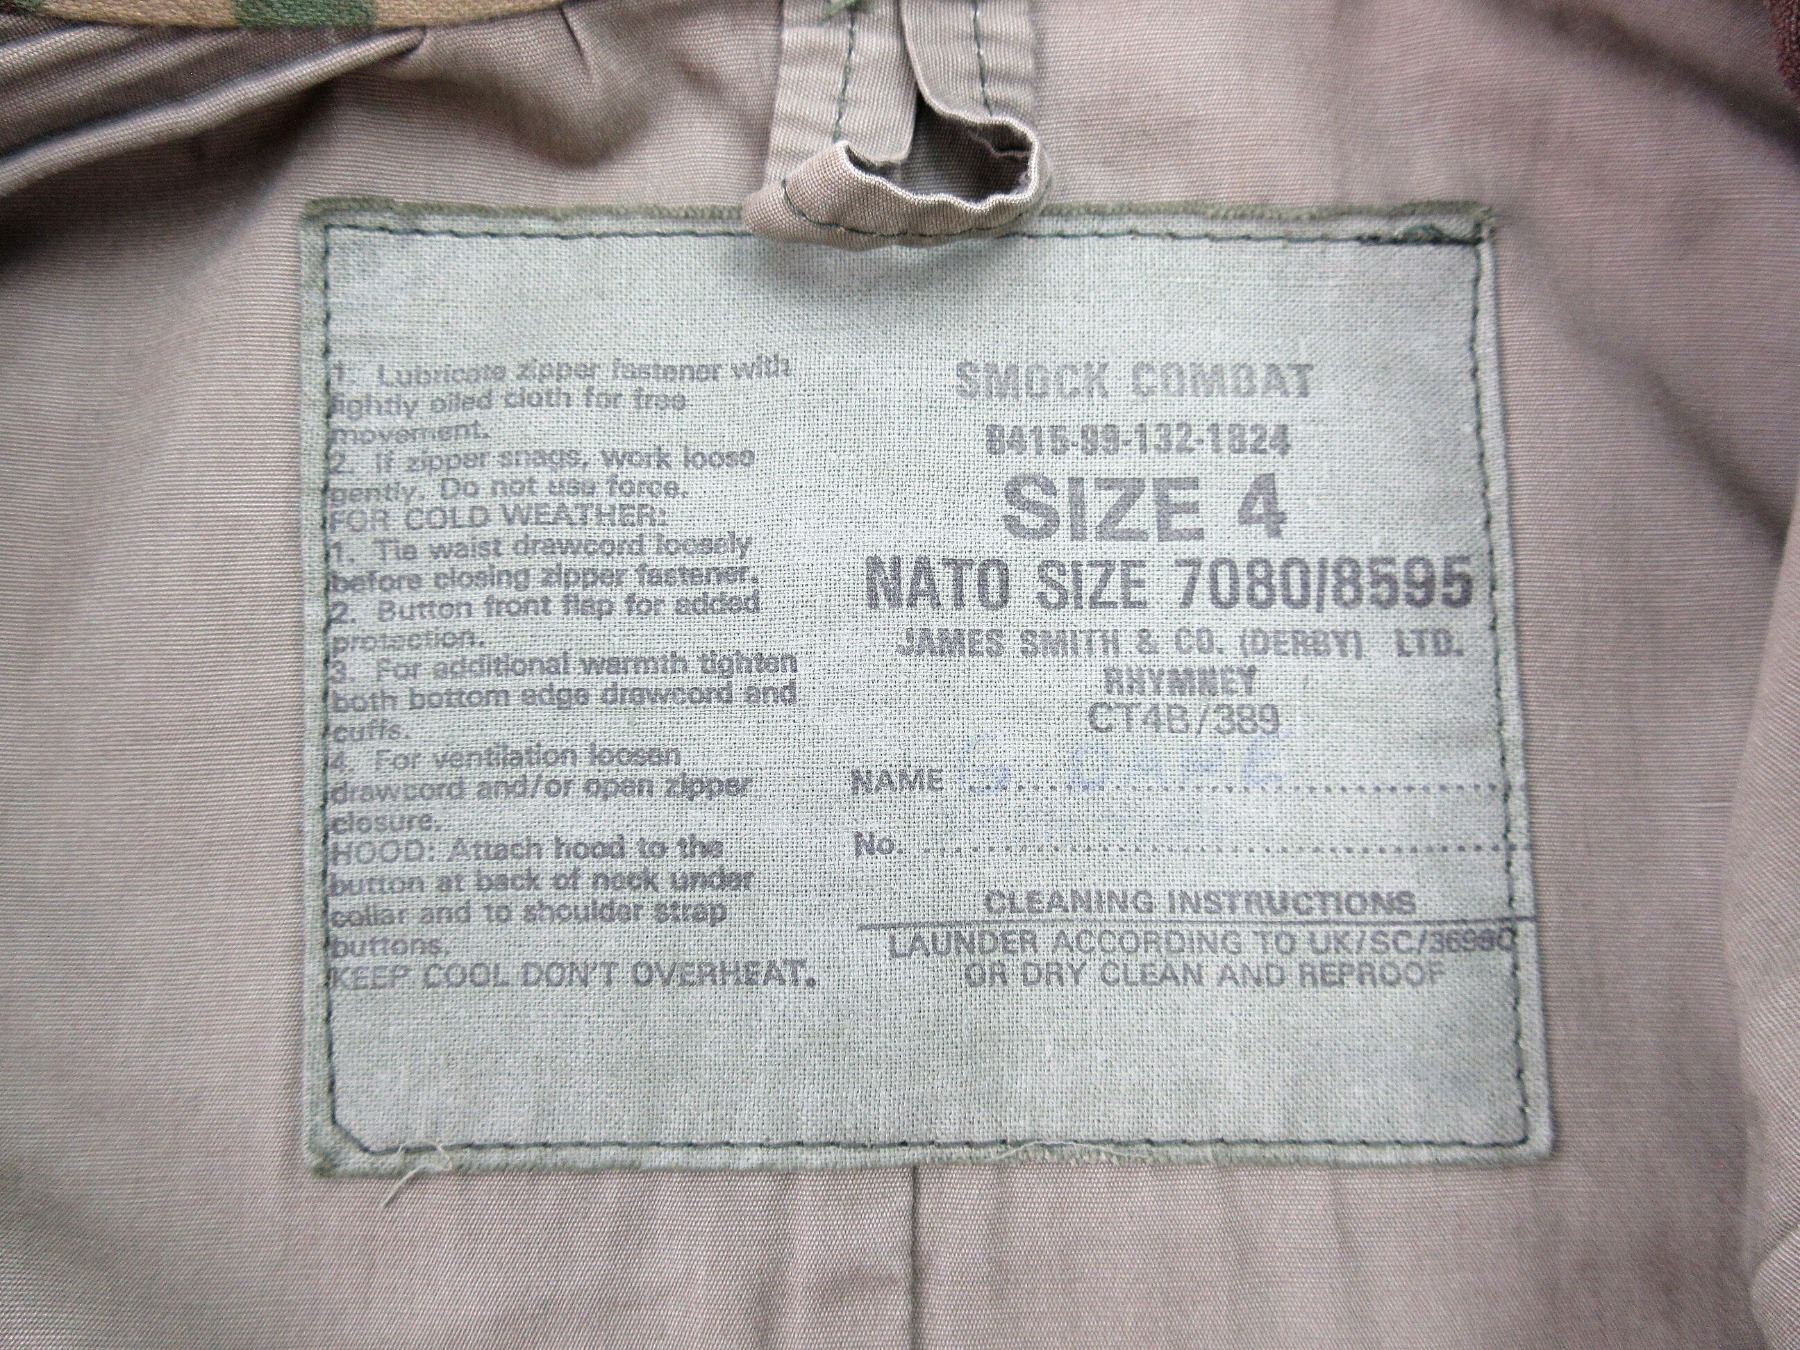 1. Lubricate zipper fastener with
lightly oiled cloth for free
movement.
2. If zipper snags, work loose
gently. Do not use force.
FOR COLD WEATHER:
1. Tie waist drawcord loosely
before closing zipper fastener.
2. Button front flap for added
protection.
3. For additional warmth tighten
both bottom edge drawcord and
cuffs.
4. For ventilation loosen
drawcord and/or open zipper
closure.
HOOD: Attach hood to the
button at back of neck under
collar and to shoulder strap
buttons.
KEEP COOL DON'T OVERHEAT.
SMOCK COMBAT
8415-99-132-1824
SIZE 4
NATO SIZE 7080/8595
JAMES SMITH & CO. (DERBY) LTD.
RHYMNEY
CT4B/389
NAME G
No.
CLEANING INSTRUCTIONS
LAUNDER ACCORDING TO
OR DRY CLEAN AND REPROOF